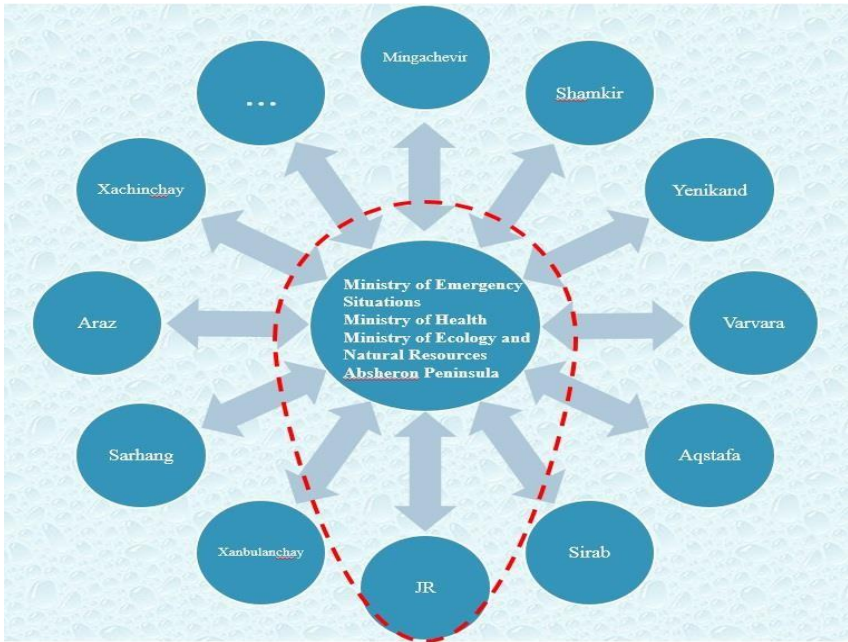 Mingachevir
Shamkir
...
Xachinchay
Yenikand
Ministry of Emergency
Situations
Ministry of Health
Ministry of Ecology and
Natural Resources
Absheron Peninsula
Araz
Varvara
Sarhang
Aqstafa
Xanbulanchay
Sirab
JR